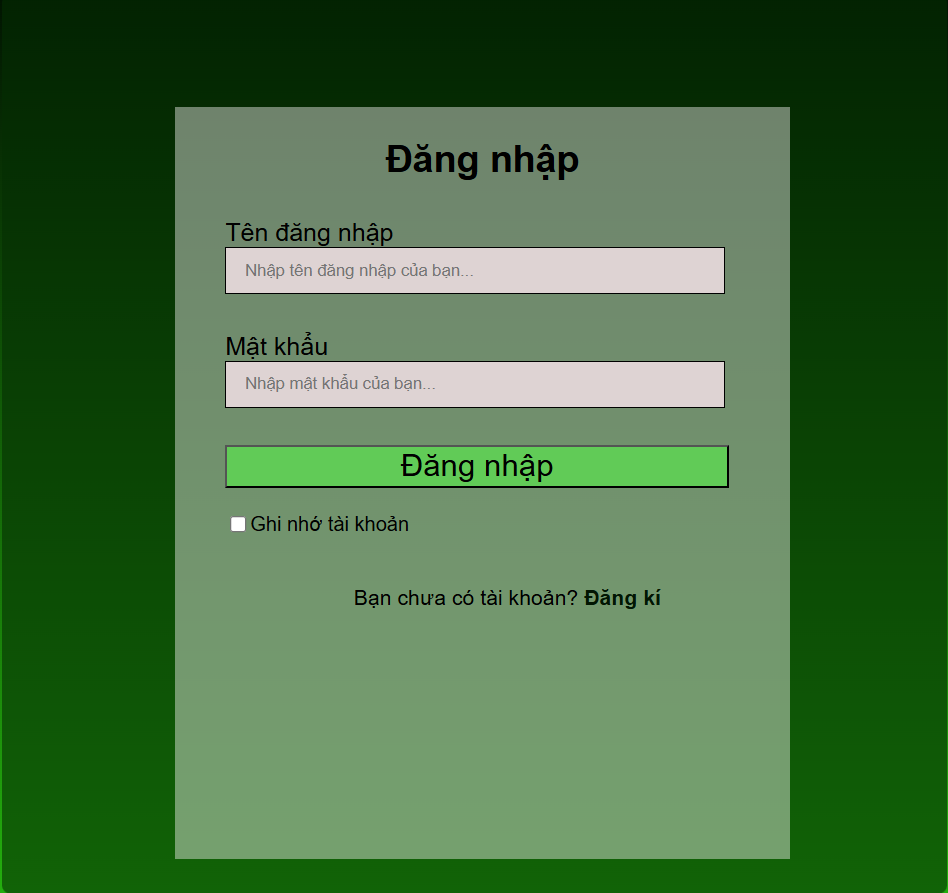 Đăng nhập
Tên đăng nhập
Nhập tên đăng nhập của bạn...
Mật khẩu
Nhập mật khẩu của bạn...
Đăng nhập
Ghi nhớ tài khoản
Bạn chưa có tài khoản? Đăng kí